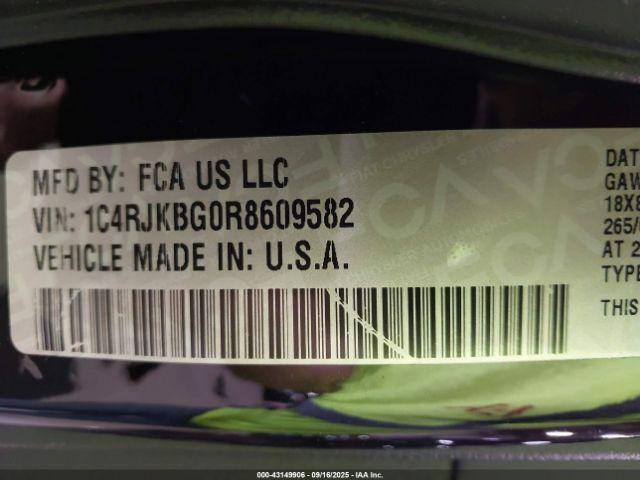 MFD BY: FCA US LLC
VIN: 1C4RJKBG0R8609582
VEHICLE MADE IN: U.S.A.
DAT
GAW
18X8
265/
AT 2
TYPE
THIS
000-43149906 - 09/16/2025 - IAA Inc.